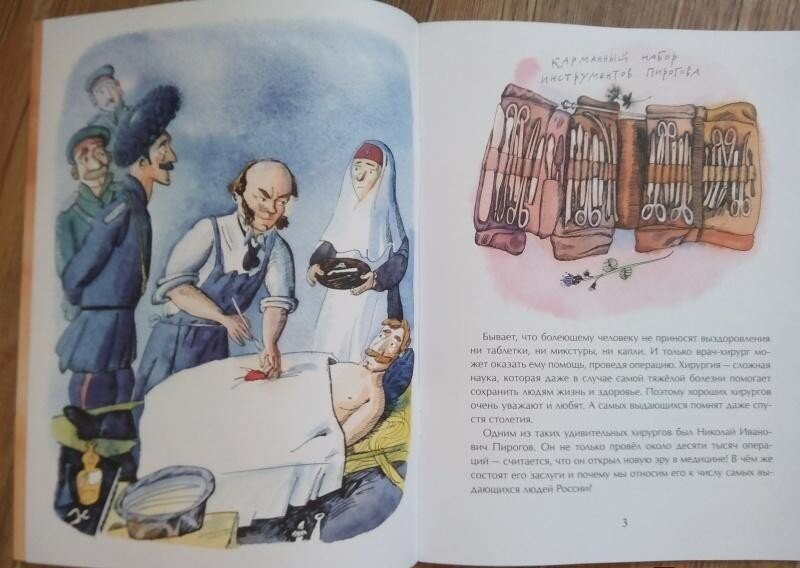 КАРМАННЫЙ НАБОР
ИНСТРУМЕНТОВ ПИРОГОВА
Бывает, что болеющему человеку не приносят выздоровления
ни таблетки, ни микстуры, ни капли. И только врач-хирург мо-
жет оказать ему помощь, проведя операцию. Хирургия — сложная
наука, которая даже в случае самой тяжёлой болезни помогает
сохранить людям жизнь и здоровье. Поэтому хороших хирургов
очень уважают и любят. А самых выдающихся помнят даже спу-
стя столетия.
Одним из таких удивительных хирургов был Николай Ивано-
вич Пирогов. Он не только провёл около десяти тысяч опера-
ций — считается, что он открыл новую эру в медицине! В чём же
состоят его заслуги и почему мы относим его к числу самых вы-
дающихся людей России?
3